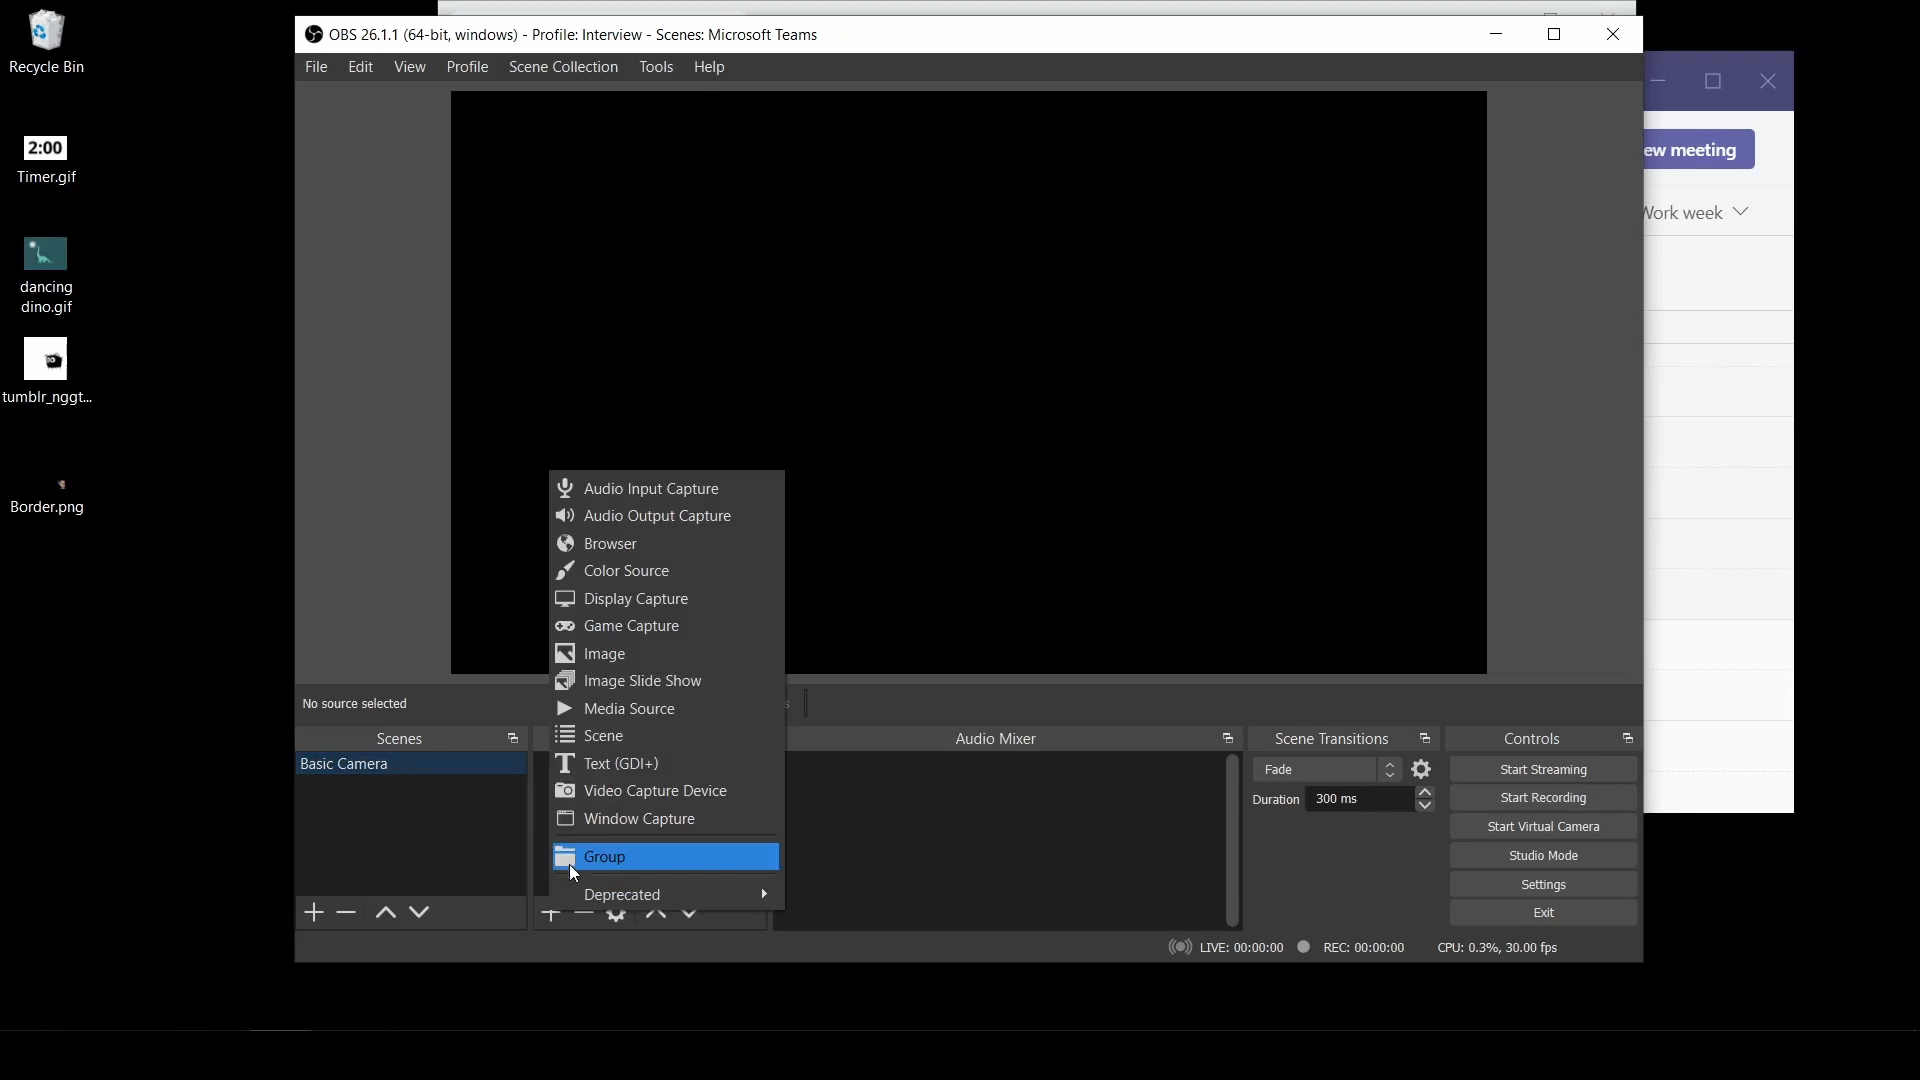 Recycle Bin
2:00
Timer.gif
dancing
dino.gif
tumblr_nggt...
Border.png
OBS 26.1.1 (64-bit, windows) - Profile: Interview - Scenes: Microsoft Teams
File Edit View Profile Scene Collection Tools Help
ew meeting
Work week
Audio Input Capture
Audio Output Capture
Browser
Color Source
Display Capture
Game Capture
Image
Image Slide Show
Media Source
Scene
Text (GDI+)
Video Capture Device
Window Capture
Group
Deprecated
No source selected
Scenes
Basic Camera
Audio Mixer
Scene Transitions
Fade
Duration 300 ms
Controls
Start Streaming
Start Recording
Start Virtual Camera
Studio Mode
Settings
Exit
LIVE: 00:00:00 REC: 00:00:00 CPU: 0.3%, 30.00 fps